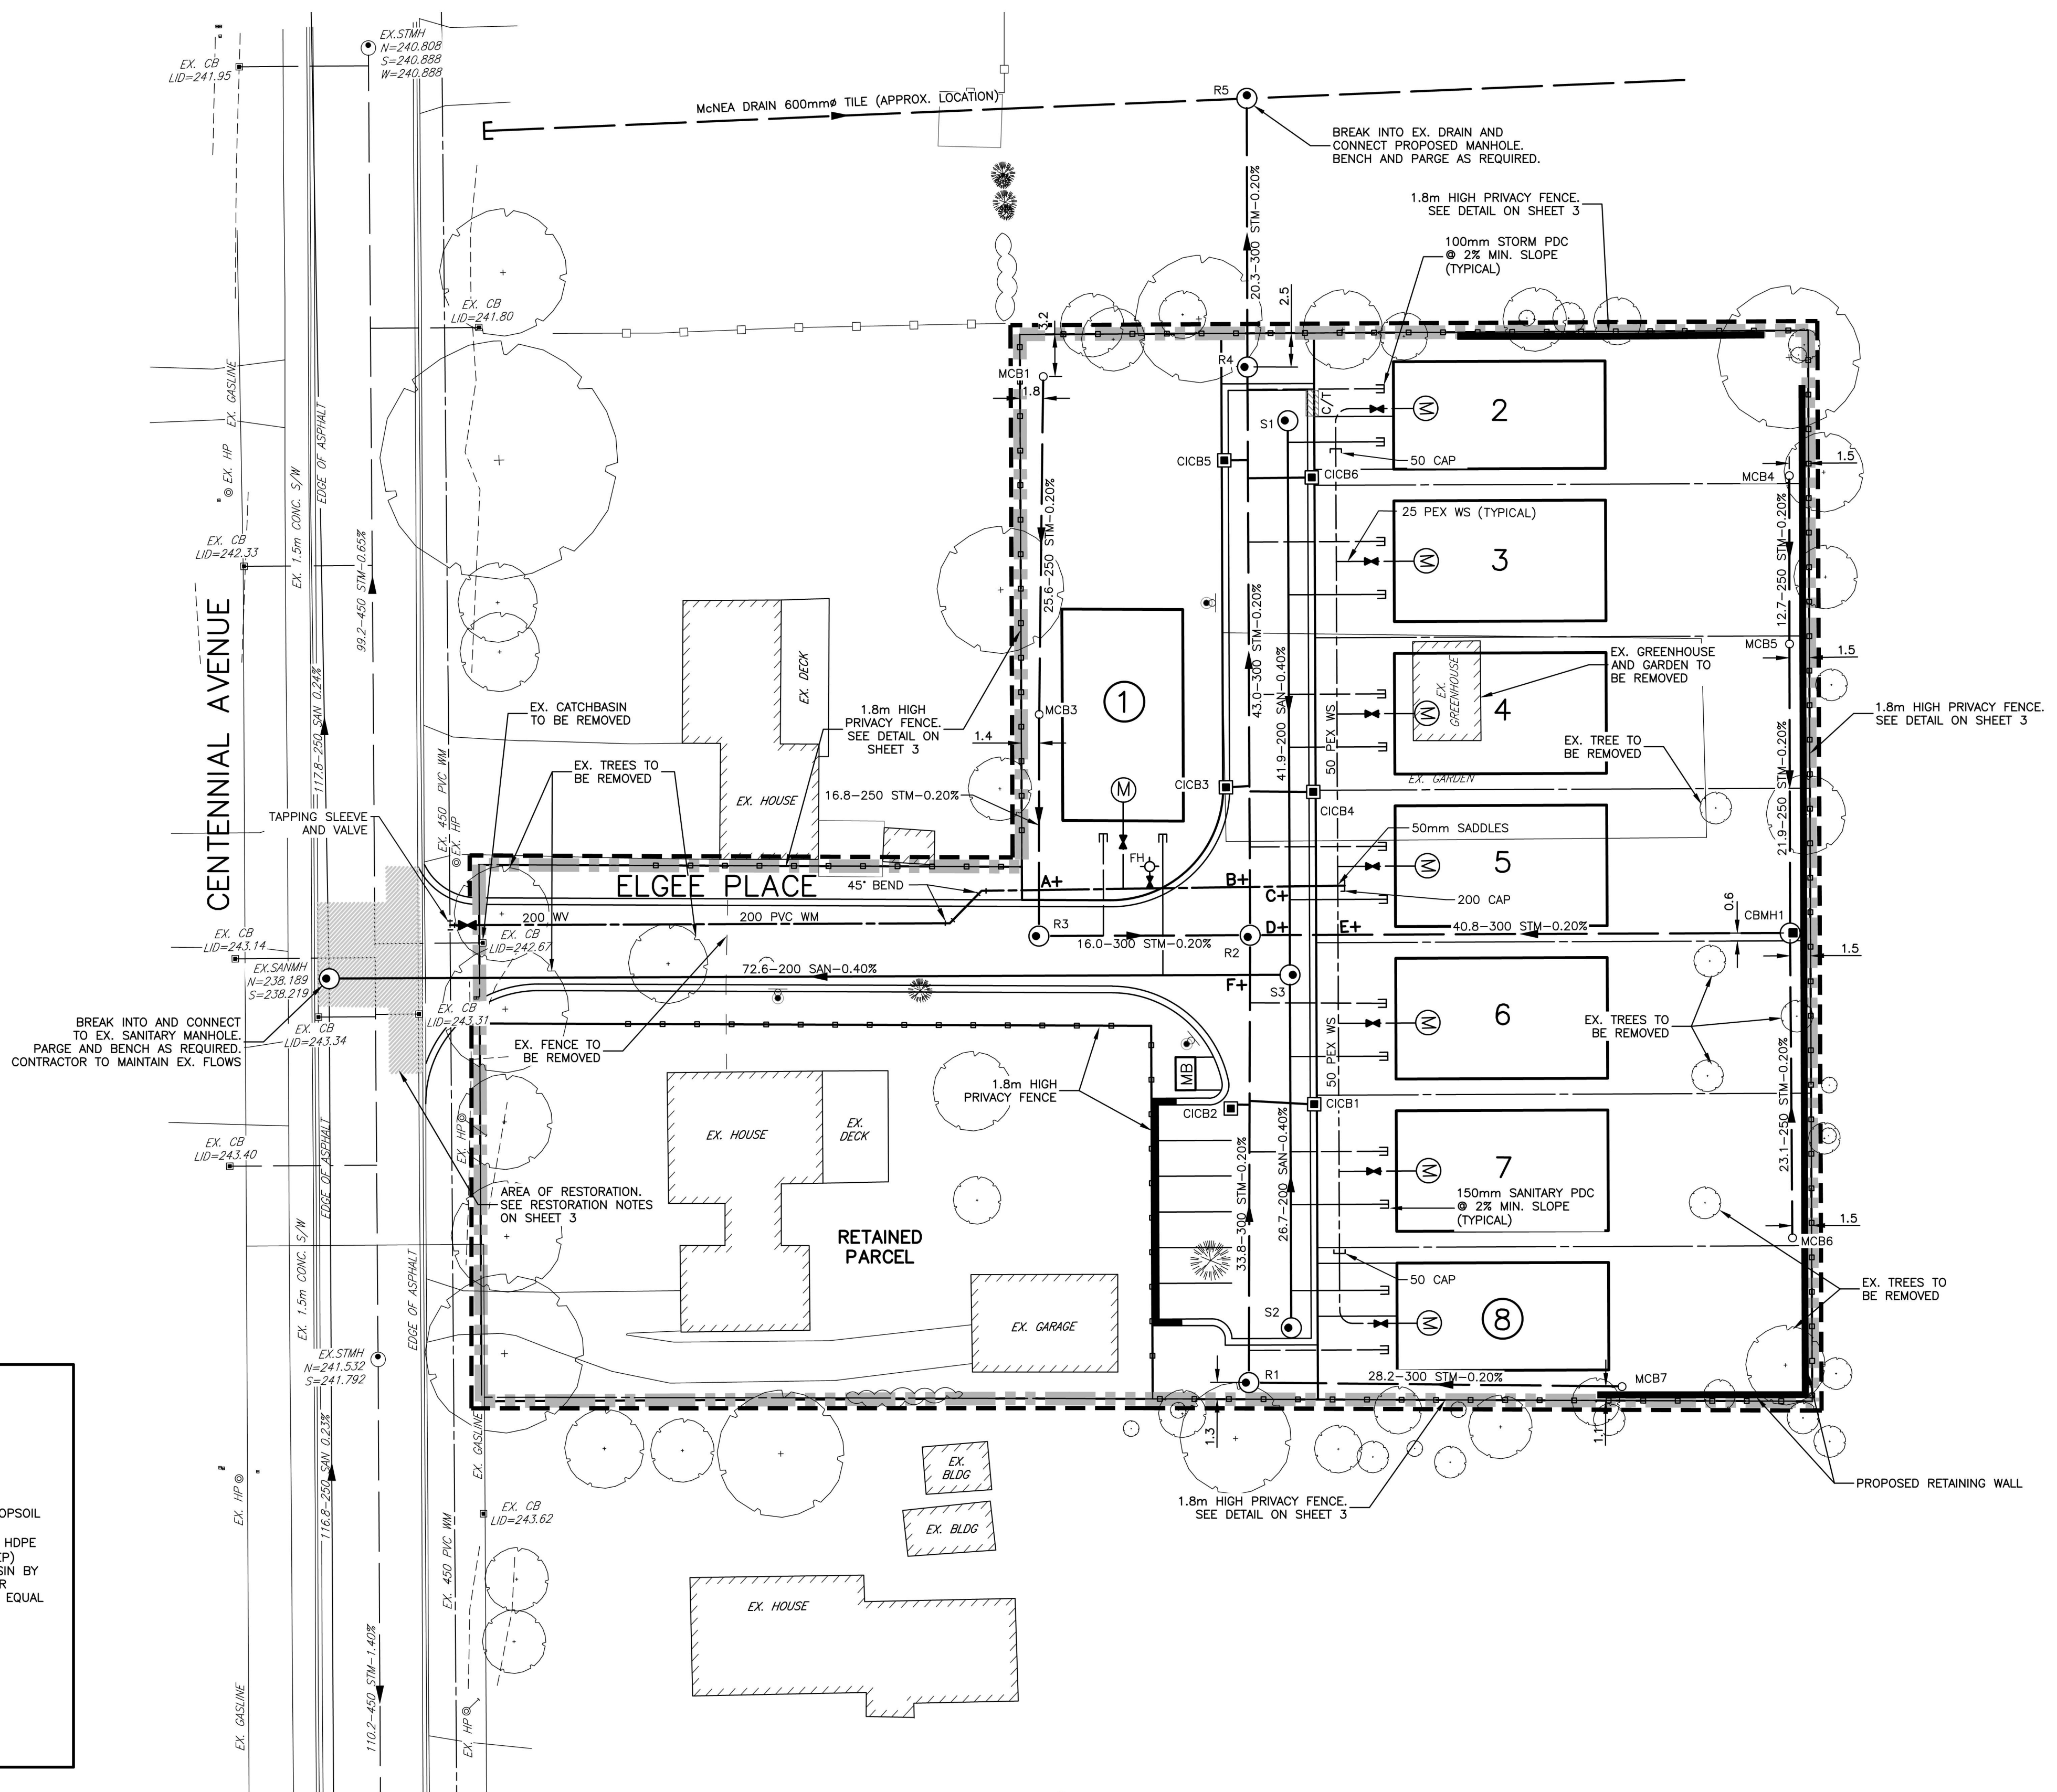 EX.STMH
N=240.808
S=240.888
W=240.888
EX. CB
LID=241.95
McNEA DRAIN 600mmø TILE (APPROX. LOCATION)
R5
BREAK INTO EX. DRAIN AND
CONNECT PROPOSED MANHOLE.
BENCH AND PARGE AS REQUIRED.
20.3-300 STM-0.20%
1.8m HIGH PRIVACY FENCE.
SEE DETAIL ON SHEET 3
100mm STORM PDC
@ 2% MIN. SLOPE
(TYPICAL)
EX. CB
LID=241.80
3.2
2.5
R4
MCB1
1.8
C/T
S1
2
EX. GASLINE
EDGE OF ASPHALT
EX. HP
EX. 1.5m CONC. S/W
CICB5
CICB6
50 CAP
1.5
MCB4
25.6-250 STM-0.20%
25 PEX WS (TYPICAL)
3
12.7-250 STM-0.20%
EX. CB
LID=242.33
99.2-450 STM-0.65%
CENTENNIAL AVENUE
EX. DECK
43.0-300 STM-0.20%
41.9-200 SAN-0.40%
EX.
GREENHOUSE
4
EX. GREENHOUSE
AND GARDEN TO
BE REMOVED
MCB5
1.5
117.8-250 SAN 0.24%
EX. CATCHBASIN
TO BE REMOVED
1.8m HIGH
PRIVACY FENCE.
SEE DETAIL ON
SHEET 3
MCB3
1.4
1
50 PEX WS
1.8m HIGH PRIVACY FENCE.
SEE DETAIL ON SHEET 3
EX. TREE TO
BE REMOVED
EX. TREES TO
BE REMOVED
EX. GARDEN
EX. HOUSE
16.8-250 STM-0.20%
CICB3
CICB4
M
TAPPING SLEEVE
AND VALVE
EX. 450 PVC WM
EX. HP
50mm SADDLES
21.9-250 STM-0.20%
5
FH
ELGEE PLACE
45° BEND
A+
B+
C+
200 CAP
200 WV
200 PVC WM
0.6
CBMH1
D+
E+
40.8-300 STM-0.20%
R3
16.0-300 STM-0.20%
R2
1.5
EX. CB
LID=243.14
EX. CB
LID=242.67
EX.SANMH
N=238.189
S=238.219
72.6-200 SAN-0.40%
F+
S3
EX. CB
LID=243.31
EX. CB
LID=243.34
BREAK INTO AND CONNECT
TO EX. SANITARY MANHOLE.
PARGE AND BENCH AS REQUIRED.
CONTRACTOR TO MAINTAIN EX. FLOWS
EX. FENCE TO
BE REMOVED
6
EX. TREES TO
BE REMOVED
50 PEX WS
MB
1.8m HIGH
PRIVACY FENCE
CICB2
CICB1
EX. HOUSE
EX.
DECK
EX. HP
EX. CB
LID=243.40
EDGE OF ASPHALT
23.1-250 STM-0.20%
33.8-300 STM-0.20%
26.7-200 SAN-0.40%
7
150mm SANITARY PDC
@ 2% MIN. SLOPE
(TYPICAL)
AREA OF RESTORATION.
SEE RESTORATION NOTES
ON SHEET 3
RETAINED
PARCEL
1.5
MCB6
EX. 1.5m CONC. S/W
EDGE OF ASPHALT
50 CAP
EX. TREES TO
BE REMOVED
EX. GARAGE
S2
8
EX.STMH
N=241.532
S=241.792
R1
28.2-300 STM-0.20%
MCB7
1.3
1.1
EX. GASLINE
116.8-250 SAN 0.23%
EX. HP
EX.
BLDG
EX. BLDG
PROPOSED RETAINING WALL
1.8m HIGH PRIVACY FENCE.
SEE DETAIL ON SHEET 3
EX. CB
LID=243.62
OPSOIL
HDPE
EP)
SIN BY
R
EQUAL
EX. 450 PVC WM
EX. HOUSE
110.2-450 STM-1.40%
EX. GASLINE
EX. HP
M
M
M
M
M
M
M